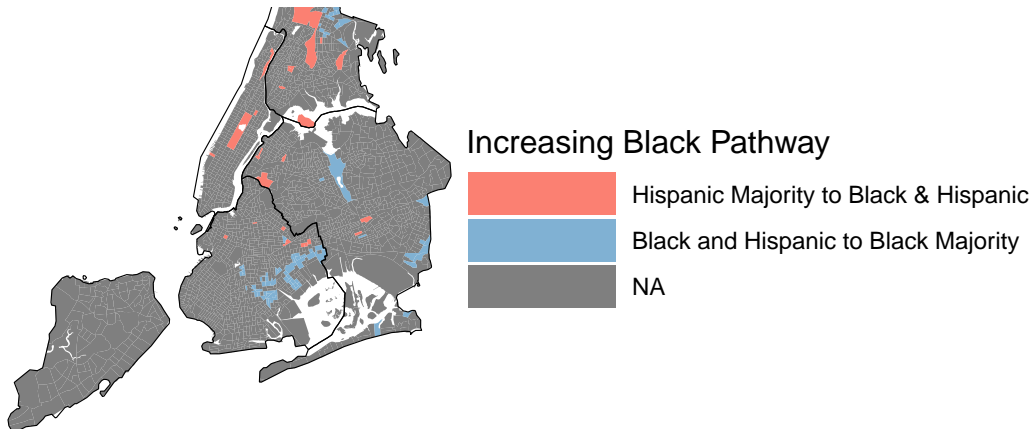 Increasing Black Pathway
Hispanic Majority to Black & Hispanic
Black and Hispanic to Black Majority
NA